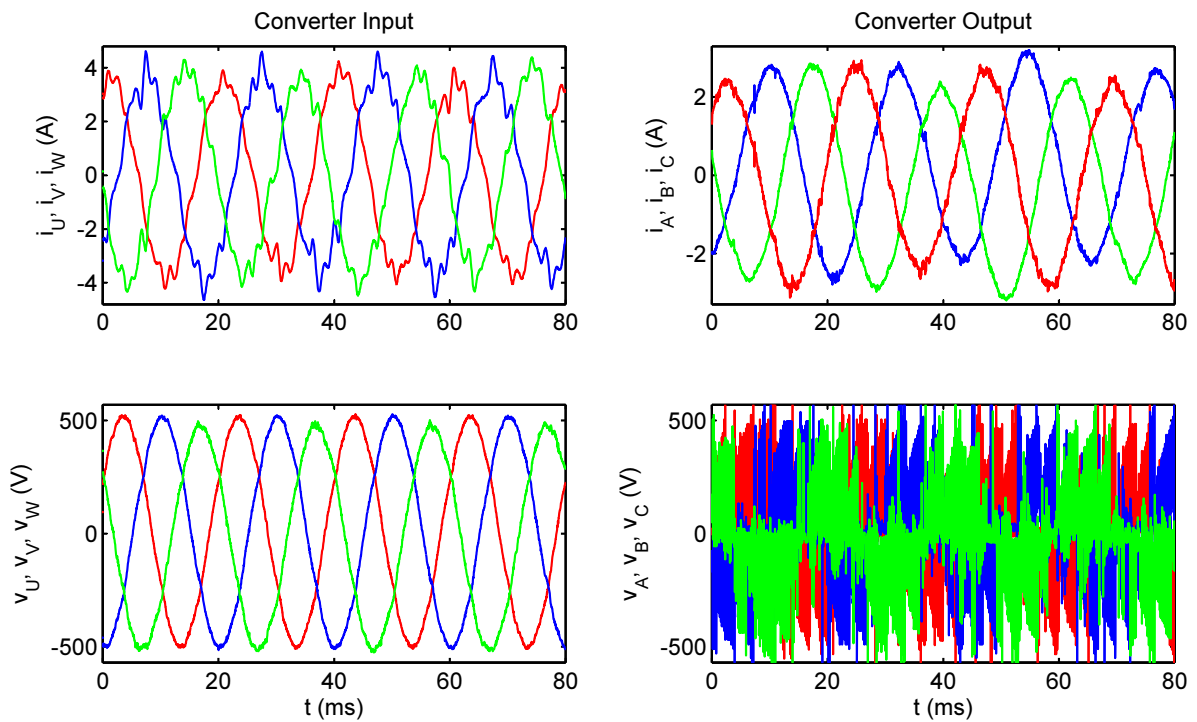 Converter Input
4
2
0
-2
-4
i_U, i_V, i_W (A)
0 20 40 60 80
Converter Output
2
0
-2
i_A, i_B, i_C (A)
0 20 40 60 80
500
0
-500
v_U, v_V, v_W (V)
0 20 40 60 80
t (ms)
500
0
-500
v_A, v_B, v_C (V)
0 20 40 60 80
t (ms)